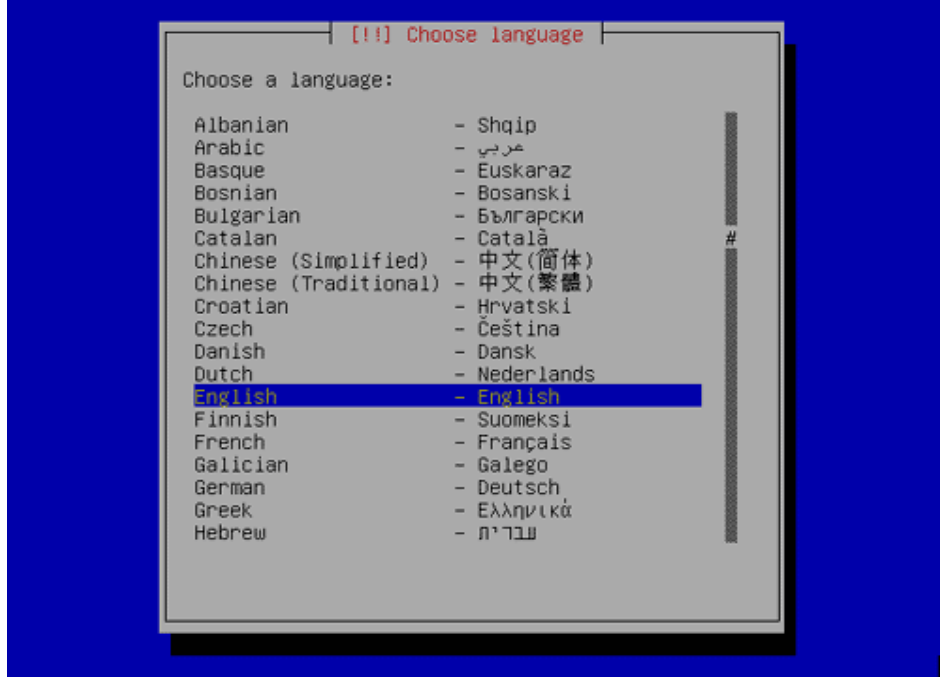 [!!] Choose language
Choose a language:
Albanian - Shqip
Arabic - عربي
Basque - Euskaraz
Bosnian - Bosanski
Bulgarian - Български
Catalan - Català
Chinese (Simplified) - 中文(简体)
Chinese (Traditional) - 中文(繁體)
Croatian - Hrvatski
Czech - Čeština
Danish - Dansk
Dutch - Nederlands
English - English
Finnish - Suomeksi
French - Français
Galician - Galego
German - Deutsch
Greek - Ελληνικά
Hebrew - עברית